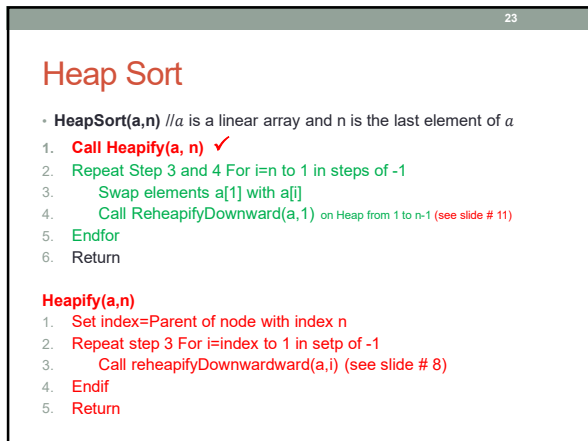 23
Heap Sort
• HeapSort(a,n) //a is a linear array and n is the last element of a
1. Call Heapify(a, n) ✓
2. Repeat Step 3 and 4 For i=n to 1 in steps of -1
3. Swap elements a[1] with a[i]
4. Call ReheapifyDownward(a,1) on Heap from 1 to n-1 (see slide # 11)
5. Endfor
6. Return
Heapify(a,n)
1. Set index=Parent of node with index n
2. Repeat step 3 For i=index to 1 in setp of -1
3. Call reheapifyDownwardward(a,i) (see slide # 8)
4. Endif
5. Return